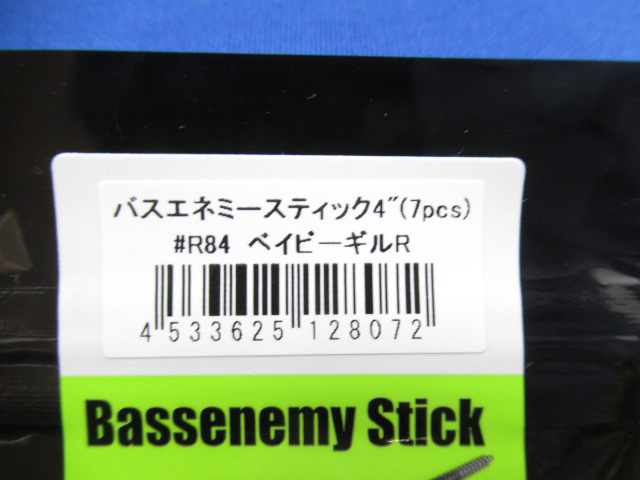 バスエネミースティック4"(7pcs)
#R84 ベイビーギルR
4 533625 128072
Bassenemy Stick